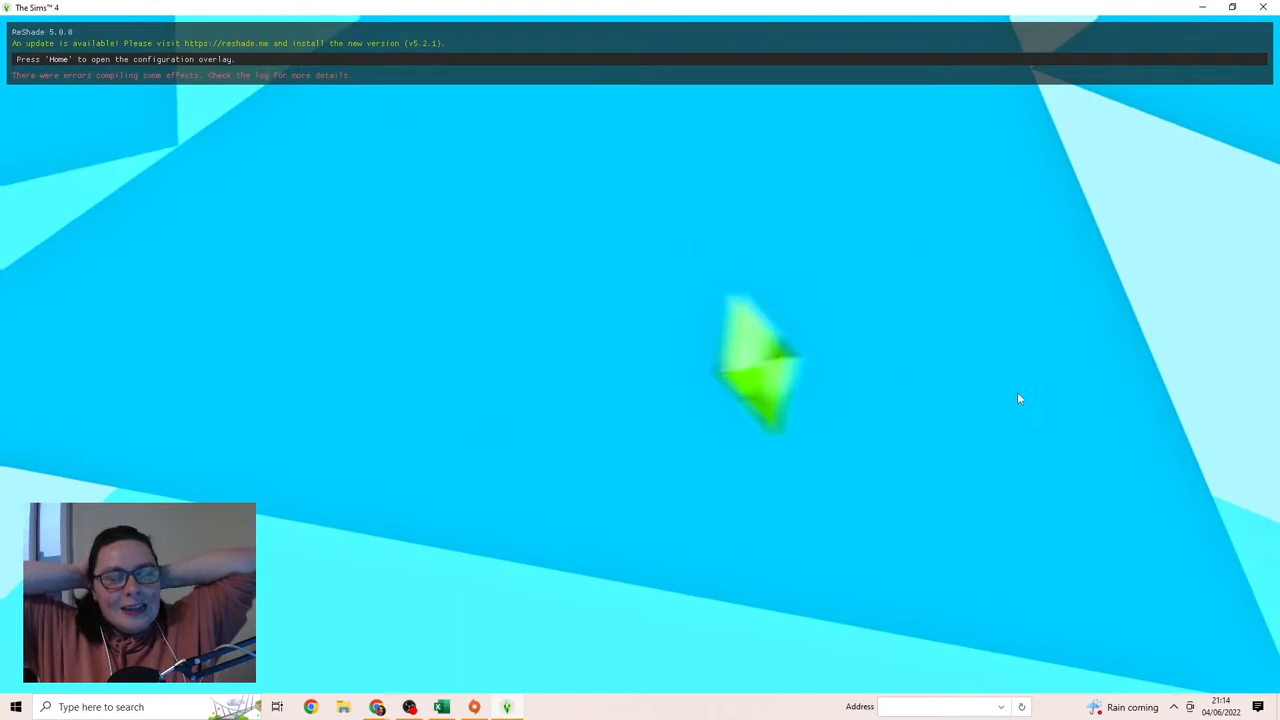 The Sims™ 4
ReShade 5.0.0
An update is available! Please visit https://reshade.me and install the new version (v5.2.1).
Press 'Home' to open the configuration overlay.
There were errors compiling some effects. Check the log for more details.
Type here to search
Address
Rain coming
21:14
04/06/2022